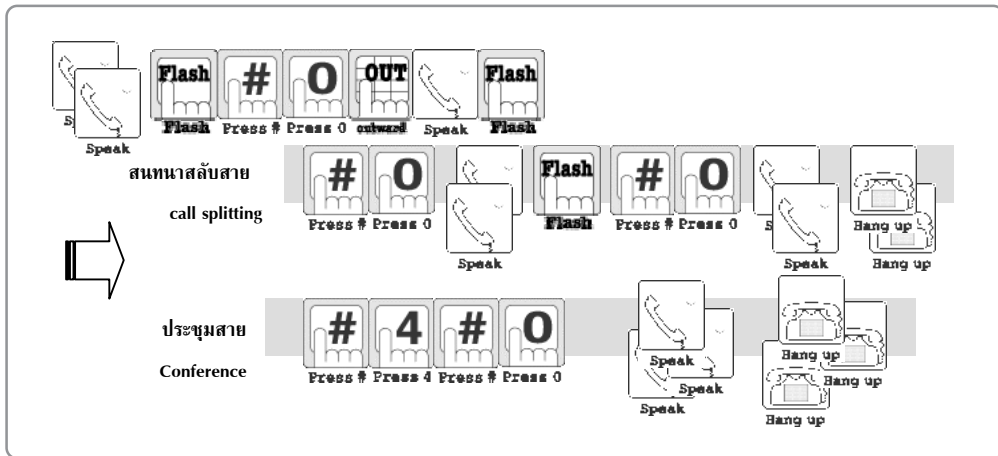 Flash # 0 OUT Flash
Flash Press # Press 0 outward Speak Flash
Sp
Speak
สนทนาสลับสาย
call splitting
# 0 Flash # 0
Press # Press 0 Flash Press # Press 0
Speak Speak Hang up
Hang up
ประชุมสาย
Conference
# 4 # 0
Press # Press 4 Press # Press 0
Speak
Speak
Speak
Hang up
Hang up
Hang up